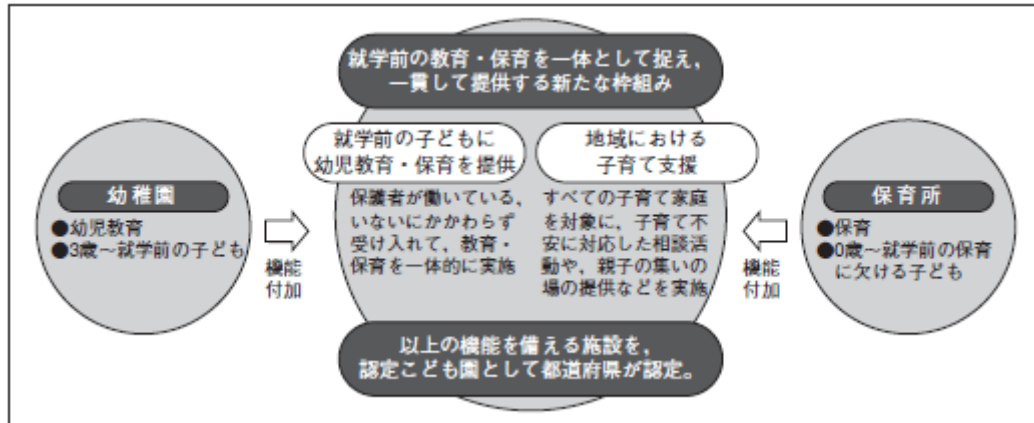 就学前の教育・保育を一体として捉え,
一貫して提供する新たな枠組み
就学前の子どもに
幼児教育・保育を提供
保護者が働いている,
いないにかかわらず
受け入れて, 教育・
保育を一体的に実施
地域における
子育て支援
すべての子育て家庭
を対象に, 子育て不
安に対応した相談活
動や, 親子の集いの
場の提供などを実施
幼稚園
●幼児教育
●3歳〜就学前の子ども
機能
付加
保育所
●保育
●0歳〜就学前の保育
に欠ける子ども
機能
付加
以上の機能を備える施設を,
認定こども園として都道府県が認定。